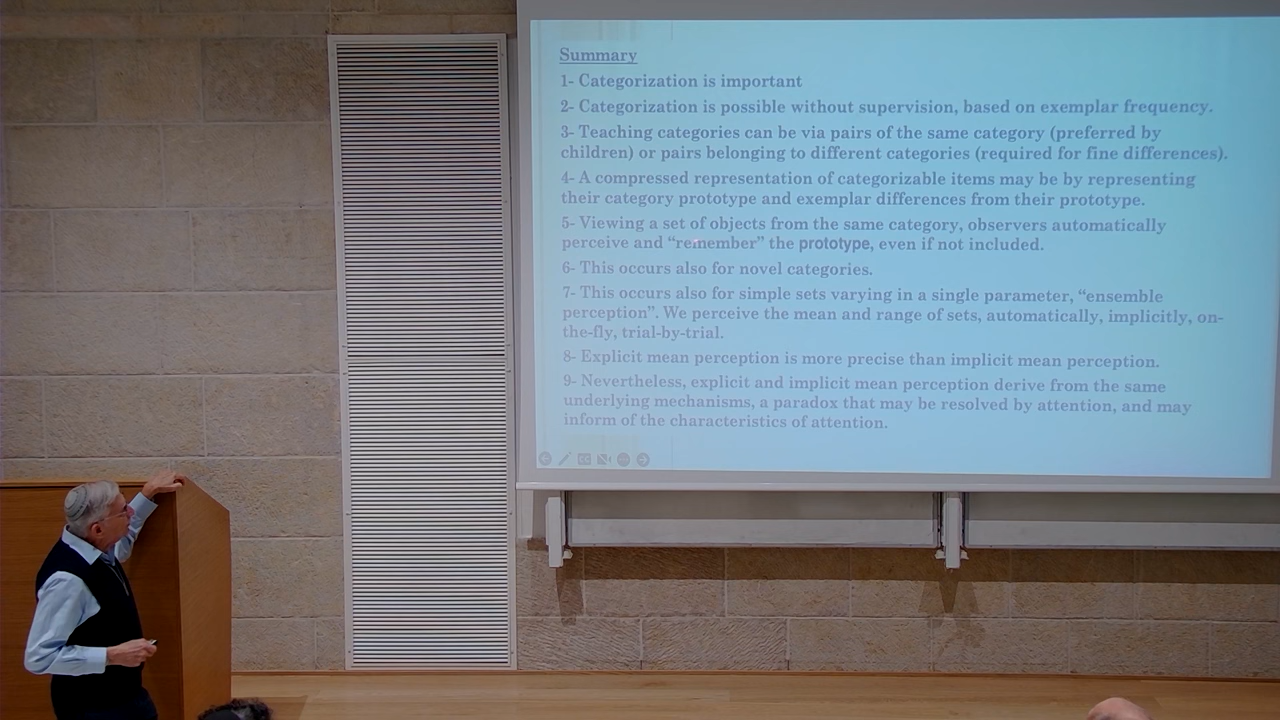 Summary
1- Categorization is important
2- Categorization is possible without supervision, based on exemplar frequency.
3- Teaching categories can be via pairs of the same category (preferred by
children) or pairs belonging to different categories (required for fine differences).
4- A compressed representation of categorizable items may be by representing
their category prototype and exemplar differences from their prototype.
5- Viewing a set of objects from the same category, observers automatically
perceive and “remember” the prototype, even if not included.
6- This occurs also for novel categories.
7- This occurs also for simple sets varying in a single parameter, “ensemble
perception”. We perceive the mean and range of sets, automatically, implicitly, on-
the-fly, trial-by-trial.
8- Explicit mean perception is more precise than implicit mean perception.
9- Nevertheless, explicit and implicit mean perception derive from the same
underlying mechanisms, a paradox that may be resolved by attention, and may
inform of the characteristics of attention.